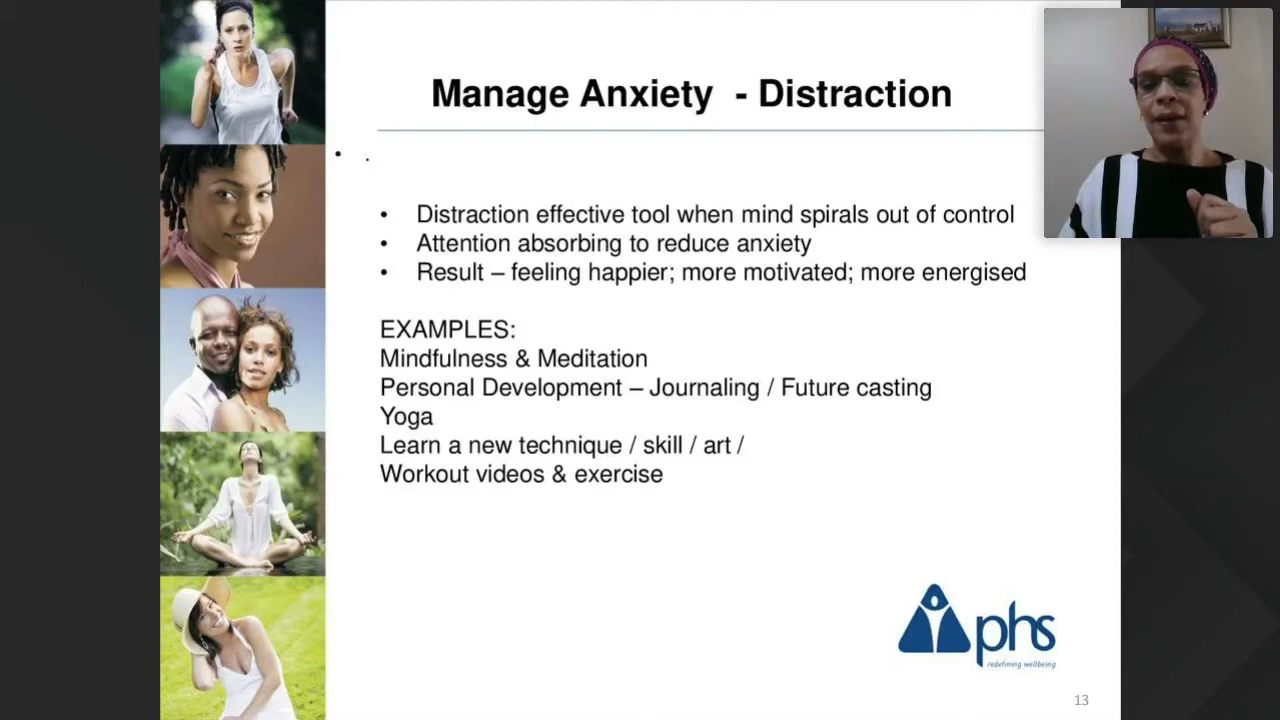 Manage Anxiety - Distraction
• .
• Distraction effective tool when mind spirals out of control
• Attention absorbing to reduce anxiety
• Result – feeling happier; more motivated; more energised
EXAMPLES:
Mindfulness & Meditation
Personal Development – Journaling / Future casting
Yoga
Learn a new technique / skill / art /
Workout videos & exercise
phs
redefining wellbeing
13